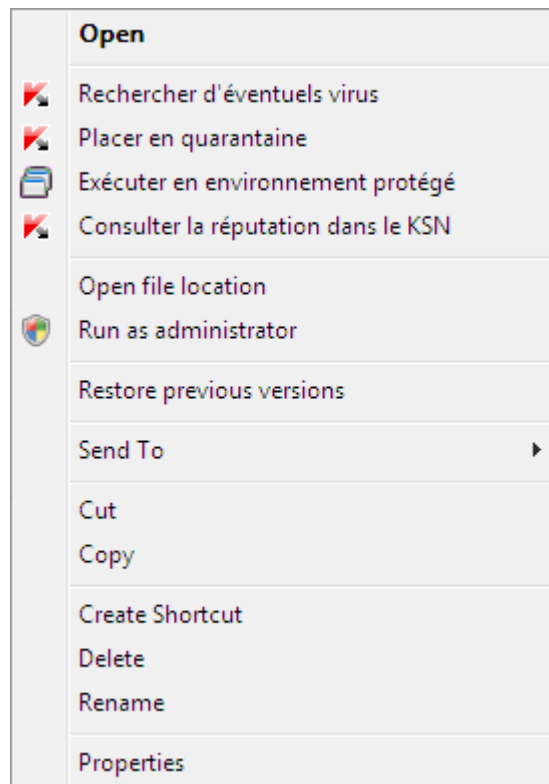 Open
Rechercher d'éventuels virus
Placer en quarantaine
Exécuter en environnement protégé
Consulter la réputation dans le KSN
Open file location
Run as administrator
Restore previous versions
Send To
Cut
Copy
Create Shortcut
Delete
Rename
Properties